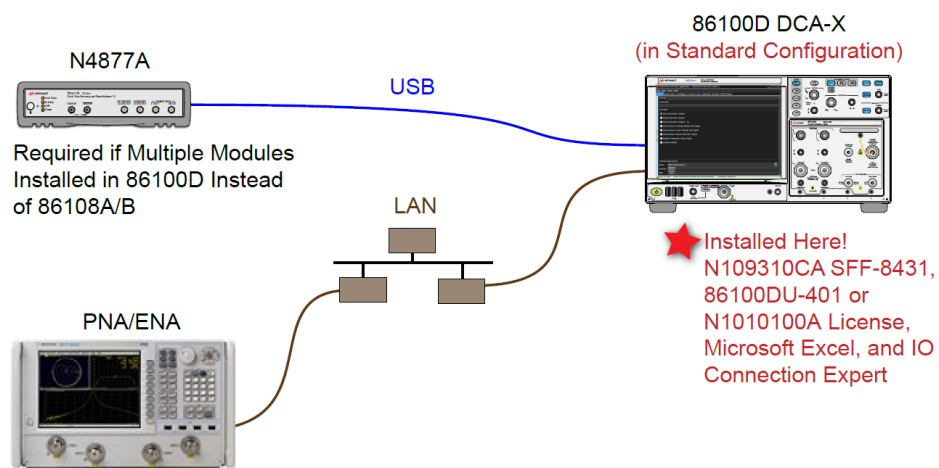 86100D DCA-X
(in Standard Configuration)
N4877A
USB
Required if Multiple Modules
Installed in 86100D Instead
of 86108A/B
LAN
Installed Here!
N109310CA SFF-8431,
86100DU-401 or
N1010100A License,
Microsoft Excel, and IO
Connection Expert
PNA/ENA